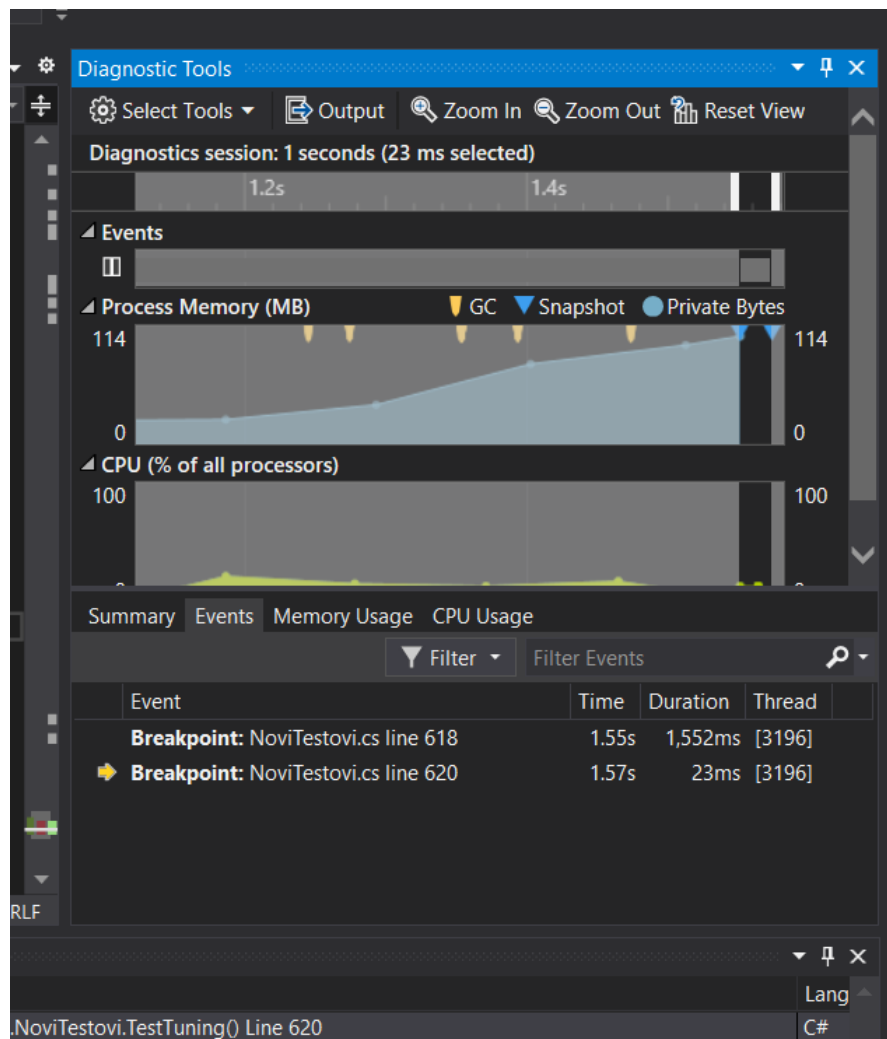 Diagnostic Tools
Select Tools Output Zoom In Zoom Out Reset View
Diagnostics session: 1 seconds (23 ms selected)
1.2s 1.4s
Events
Process Memory (MB) GC Snapshot Private Bytes
114 114
0 0
CPU (% of all processors)
100 100
Summary Events Memory Usage CPU Usage
Filter Filter Events
Event Time Duration Thread
Breakpoint: NoviTestovi.cs line 618 1.55s 1,552ms [3196]
Breakpoint: NoviTestovi.cs line 620 1.57s 23ms [3196]
RLF
Lang
.NoviTestovi.TestTuning() Line 620 C#